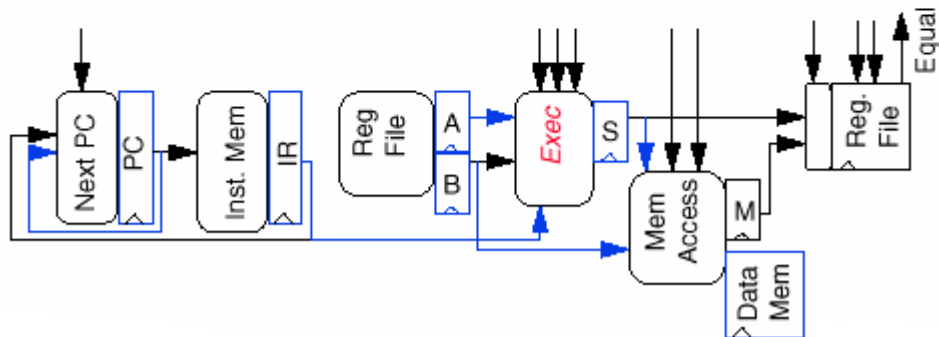 Next PC
PC
Inst. Mem
IR
Reg
File
A
B
Exec
S
Mem
Access
M
Data
Mem
Reg.
File
Equal